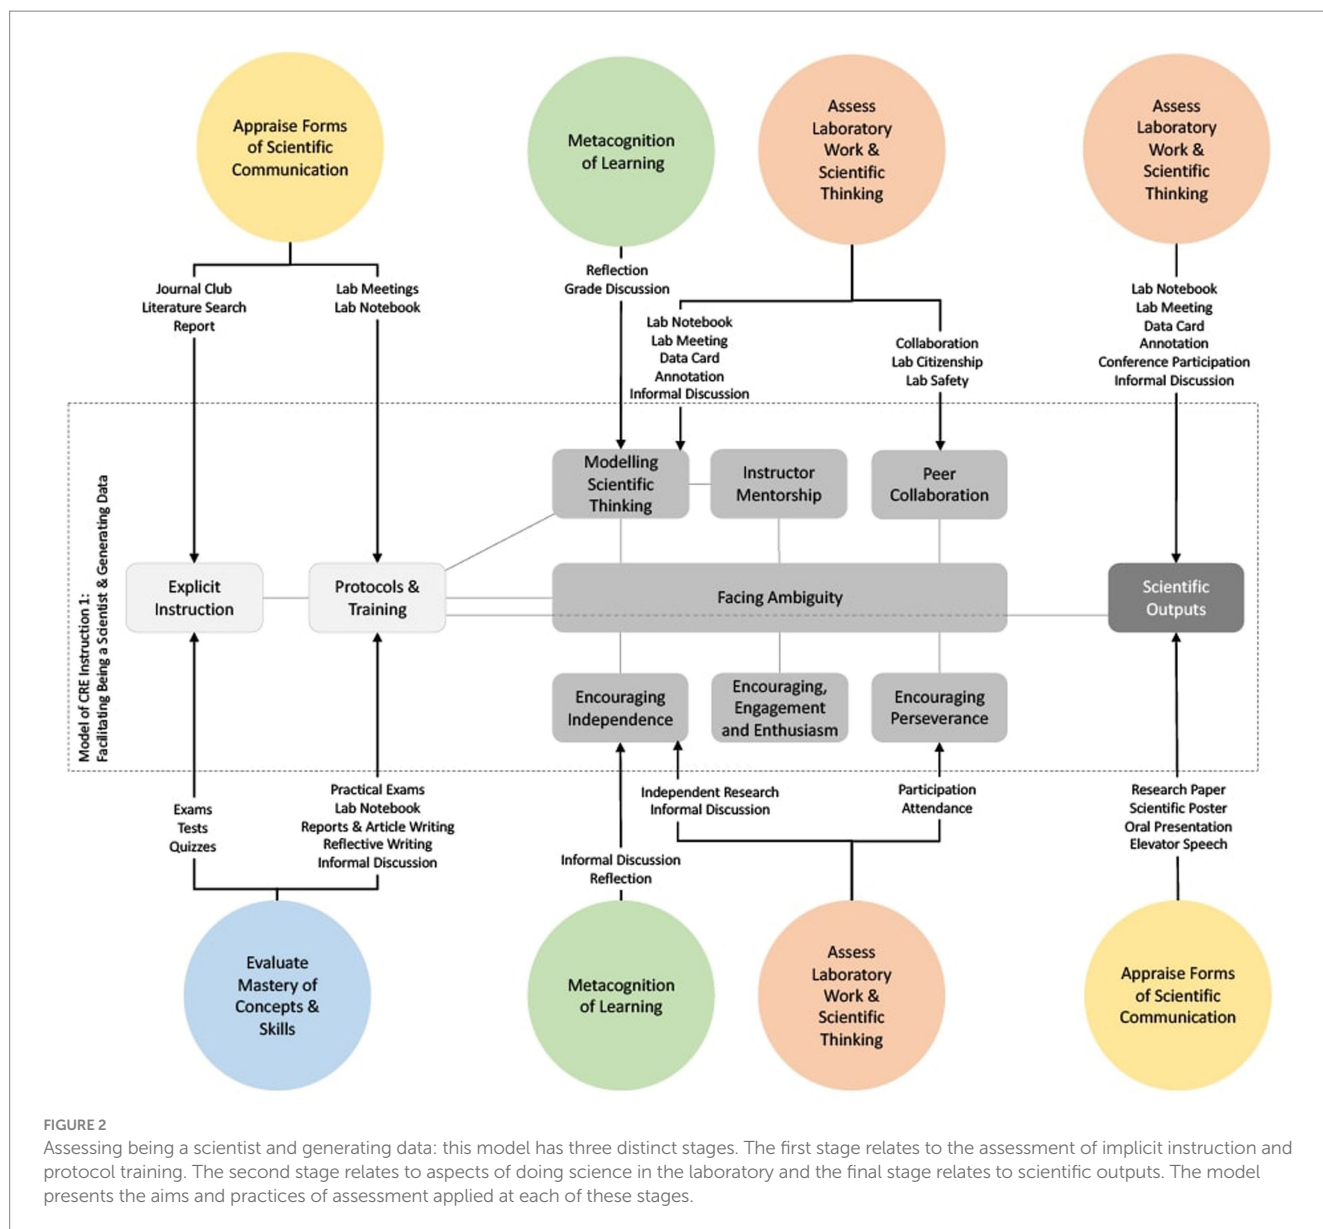 Appraise Forms
of Scientific
Communication
Metacognition
of Learning
Assess
Laboratory
Work &
Scientific
Thinking
Assess
Laboratory
Work &
Scientific
Thinking
Journal Club
Literature Search
Report
Lab Meetings
Lab Notebook
Reflection
Grade Discussion
Lab Notebook
Lab Meeting
Data Card
Annotation
Informal Discussion
Collaboration
Lab Citizenship
Lab Safety
Lab Notebook
Lab Meeting
Data Card
Annotation
Conference Participation
Informal Discussion
Model of CRE Instruction 1:
Facilitating Being a Scientist & Generating Data
Modelling
Scientific
Thinking
Instructor
Mentorship
Peer
Collaboration
Explicit
Instruction
Protocols &
Training
Facing Ambiguity
Scientific
Outputs
Encouraging
Independence
Encouraging,
Engagement
and Enthusiasm
Encouraging
Perseverance
Exams
Tests
Quizzes
Practical Exams
Lab Notebook
Reports & Article Writing
Reflective Writing
Informal Discussion
Informal Discussion
Reflection
Independent Research
Informal Discussion
Participation
Attendance
Research Paper
Scientific Poster
Oral Presentation
Elevator Speech
Evaluate
Mastery of
Concepts &
Skills
Metacognition
of Learning
Assess
Laboratory
Work &
Scientific
Thinking
Appraise Forms
of Scientific
Communication
FIGURE 2
Assessing being a scientist and generating data: this model has three distinct stages. The first stage relates to the assessment of implicit instruction and
protocol training. The second stage relates to aspects of doing science in the laboratory and the final stage relates to scientific outputs. The model
presents the aims and practices of assessment applied at each of these stages.